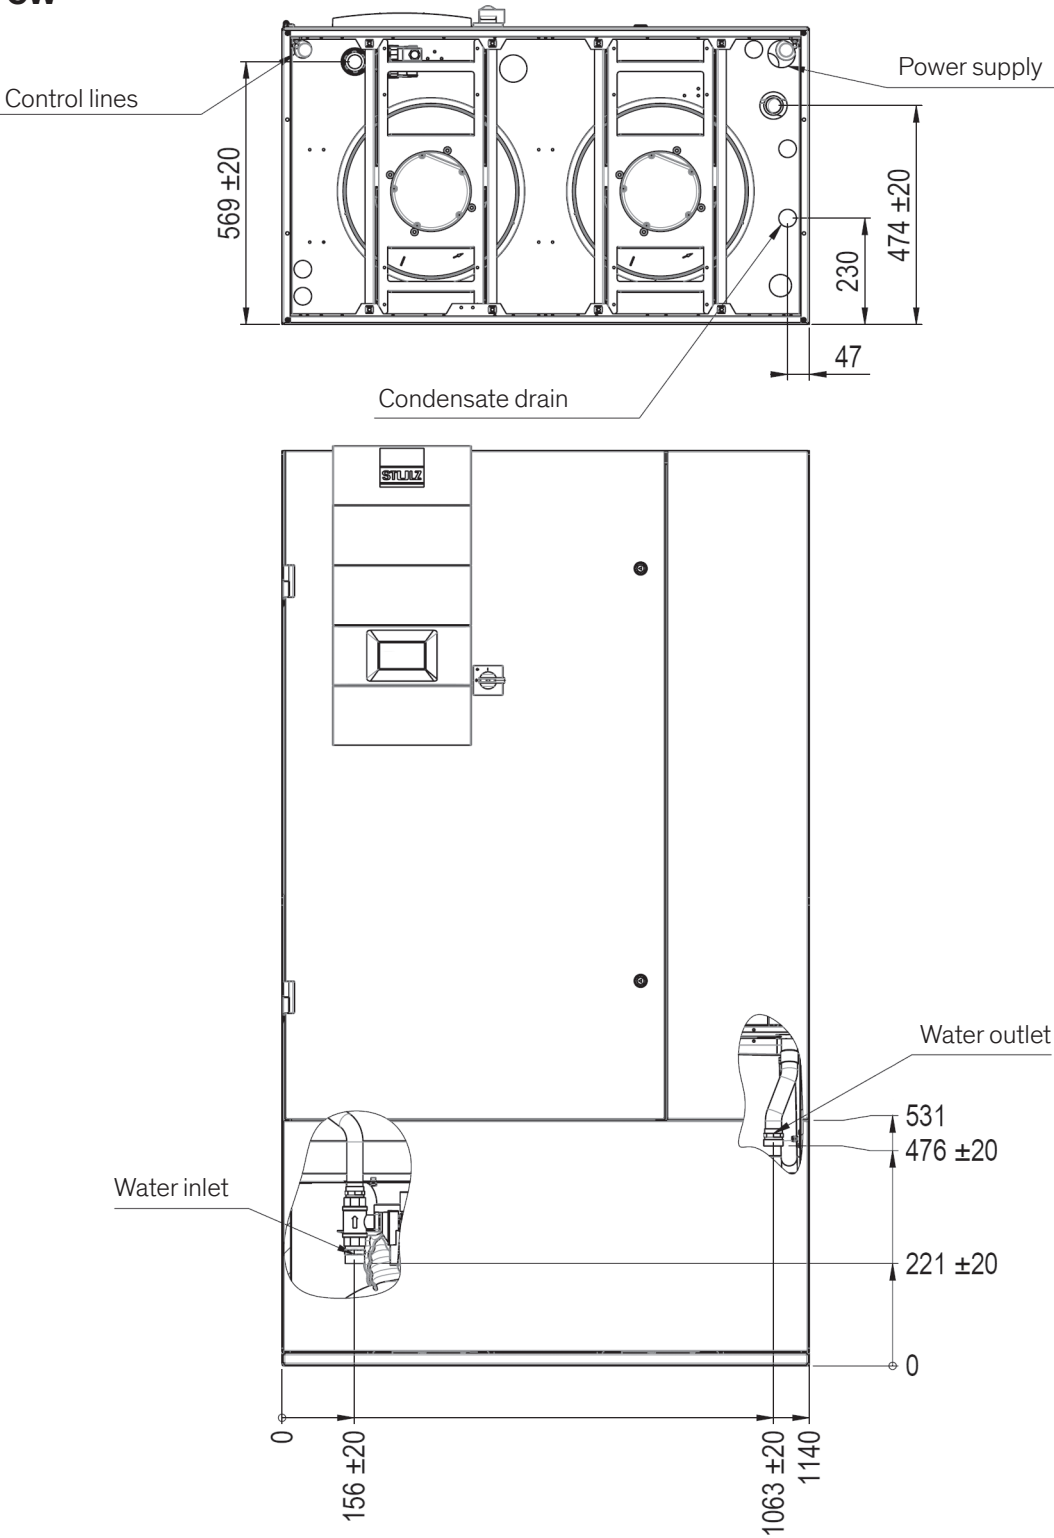 Control lines
Power supply
569 ±20
474 ±20
230
47
Condensate drain
STULZ
Water outlet
531
476 ±20
Water inlet
221 ±20
0
0
156 ±20
1063 ±20
1140